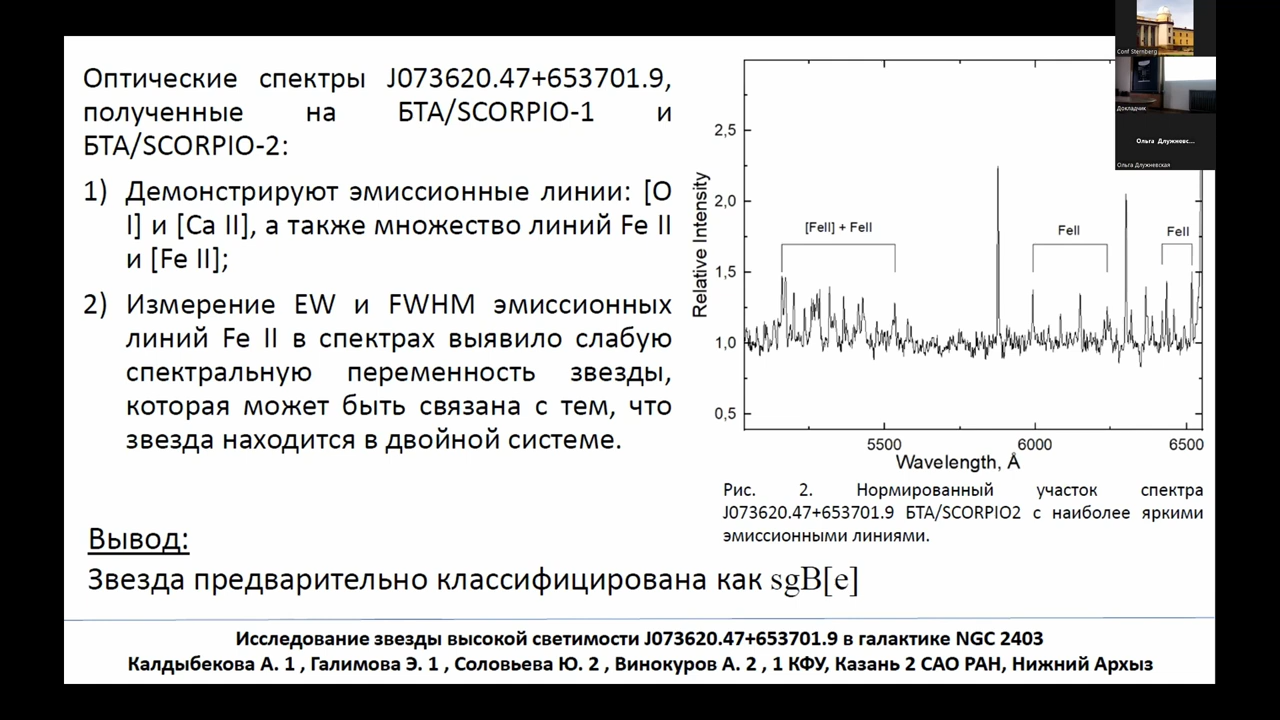 Conf Sternberg
Докладчик
Ольга Длужневс...
Ольга Длужневская
Оптические спектры J073620.47+653701.9,
полученные на БТА/SCORPIO-1 и
БТА/SCORPIO-2:
1) Демонстрируют эмиссионные линии: [O
I] и [Ca II], а также множество линий Fe II
и [Fe II];
2) Измерение EW и FWHM эмиссионных
линий Fe II в спектрах выявило слабую
спектральную переменность звезды,
которая может быть связана с тем, что
звезда находится в двойной системе.
Вывод:
Звезда предварительно классифицирована как sgB[e]
2,5
2,0
1,5
1,0
0,5
Relative Intensity
[FeII] + FeII
FeII
FeII
5500 6000 6500
Wavelength, Å
Рис. 2. Нормированный участок спектра
J073620.47+653701.9 БТА/SCORPIO2 с наиболее яркими
эмиссионными линиями.
Исследование звезды высокой светимости J073620.47+653701.9 в галактике NGC 2403
Калдыбекова А. 1 , Галимова Э. 1 , Соловьева Ю. 2 , Винокуров А. 2 , 1 КФУ, Казань 2 САО РАН, Нижний Архыз